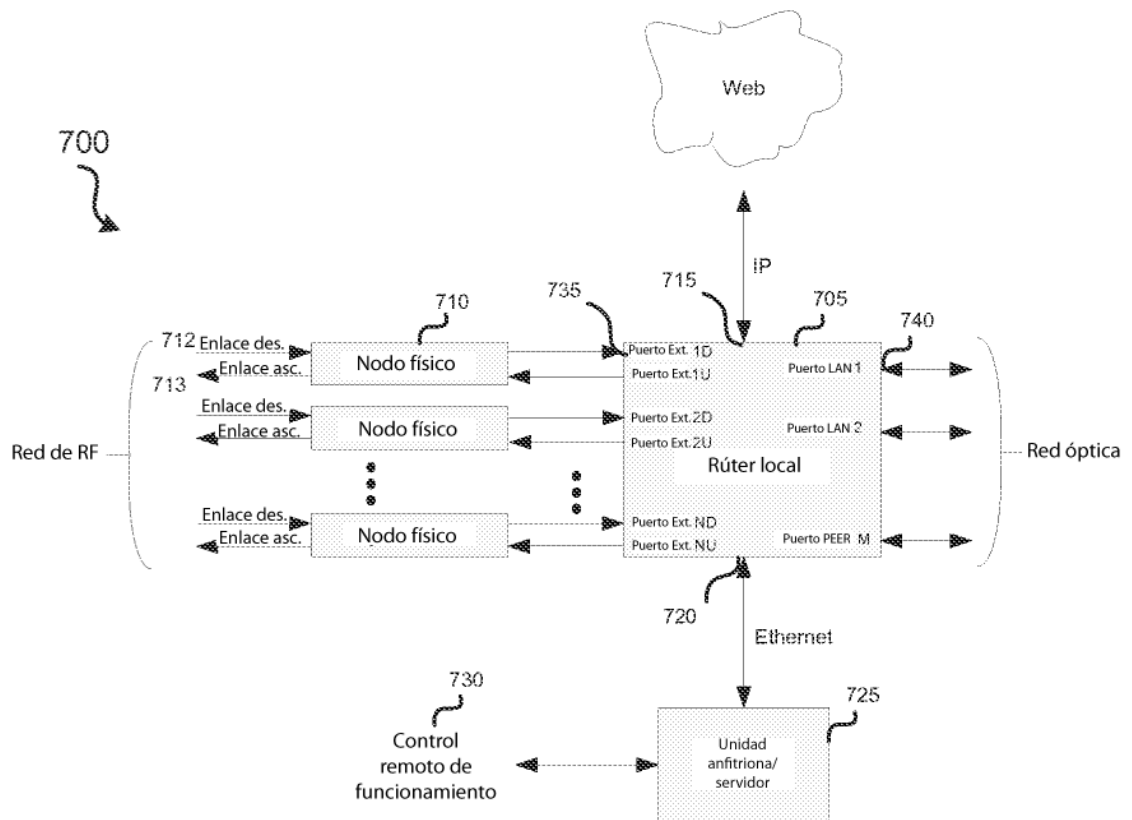 Web
700
IP
715
705
735
710
740
712
Enlace des.
Nodo físico
Puerto Ext. 1D
Puerto LAN 1
713
Enlace asc.
Puerto Ext. 1U
Enlace des.
Nodo físico
Puerto Ext. 2D
Puerto LAN 2
Enlace asc.
Puerto Ext. 2U
Red de RF
Rúter local
Red óptica
Enlace des.
Nodo físico
Puerto Ext. ND
Puerto PEER M
Enlace asc.
Puerto Ext. NU
720
Ethernet
730
725
Control
remoto de
funcionamiento
Unidad
anfitriona/
servidor